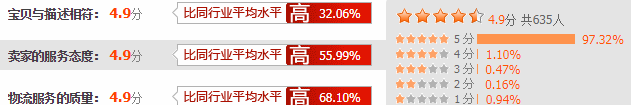 宝贝与描述相符： 4.9分 比同行业平均水平 高 32.06%
卖家的服务态度： 4.9分 比同行业平均水平 高 55.99%
物流服务的质量： 4.9分 比同行业平均水平 高 68.10%
4.9分 共635人
5分 97.32%
4分 1.10%
3分 0.47%
2分 0.16%
1分 0.94%